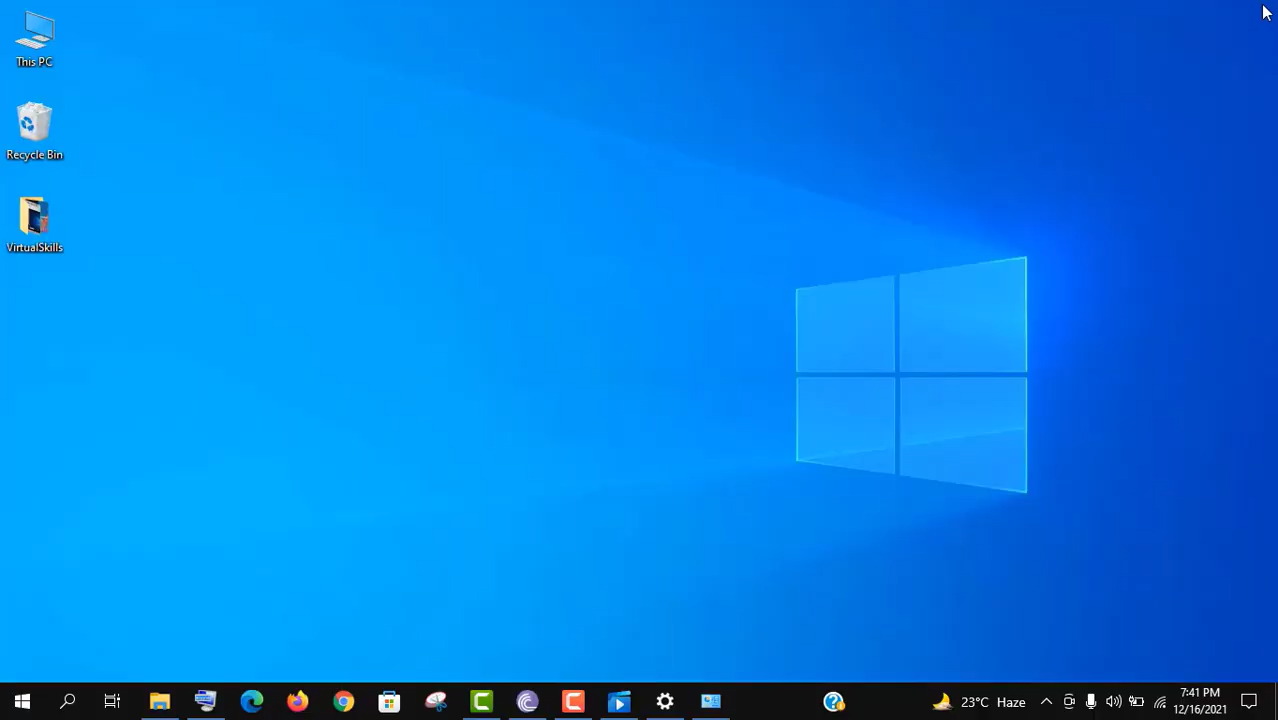 This PC
Recycle Bin
VirtualSkills
23°C Haze
7:41 PM
12/16/2021